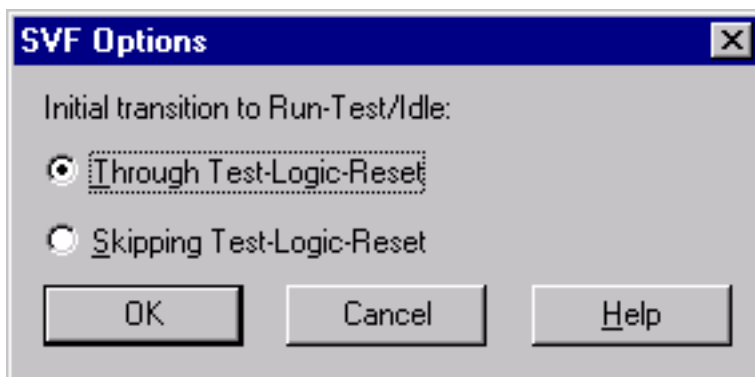 SVF Options
Initial transition to Run-Test/Idle:
Through Test-Logic-Reset
Skipping Test-Logic-Reset
OK Cancel Help